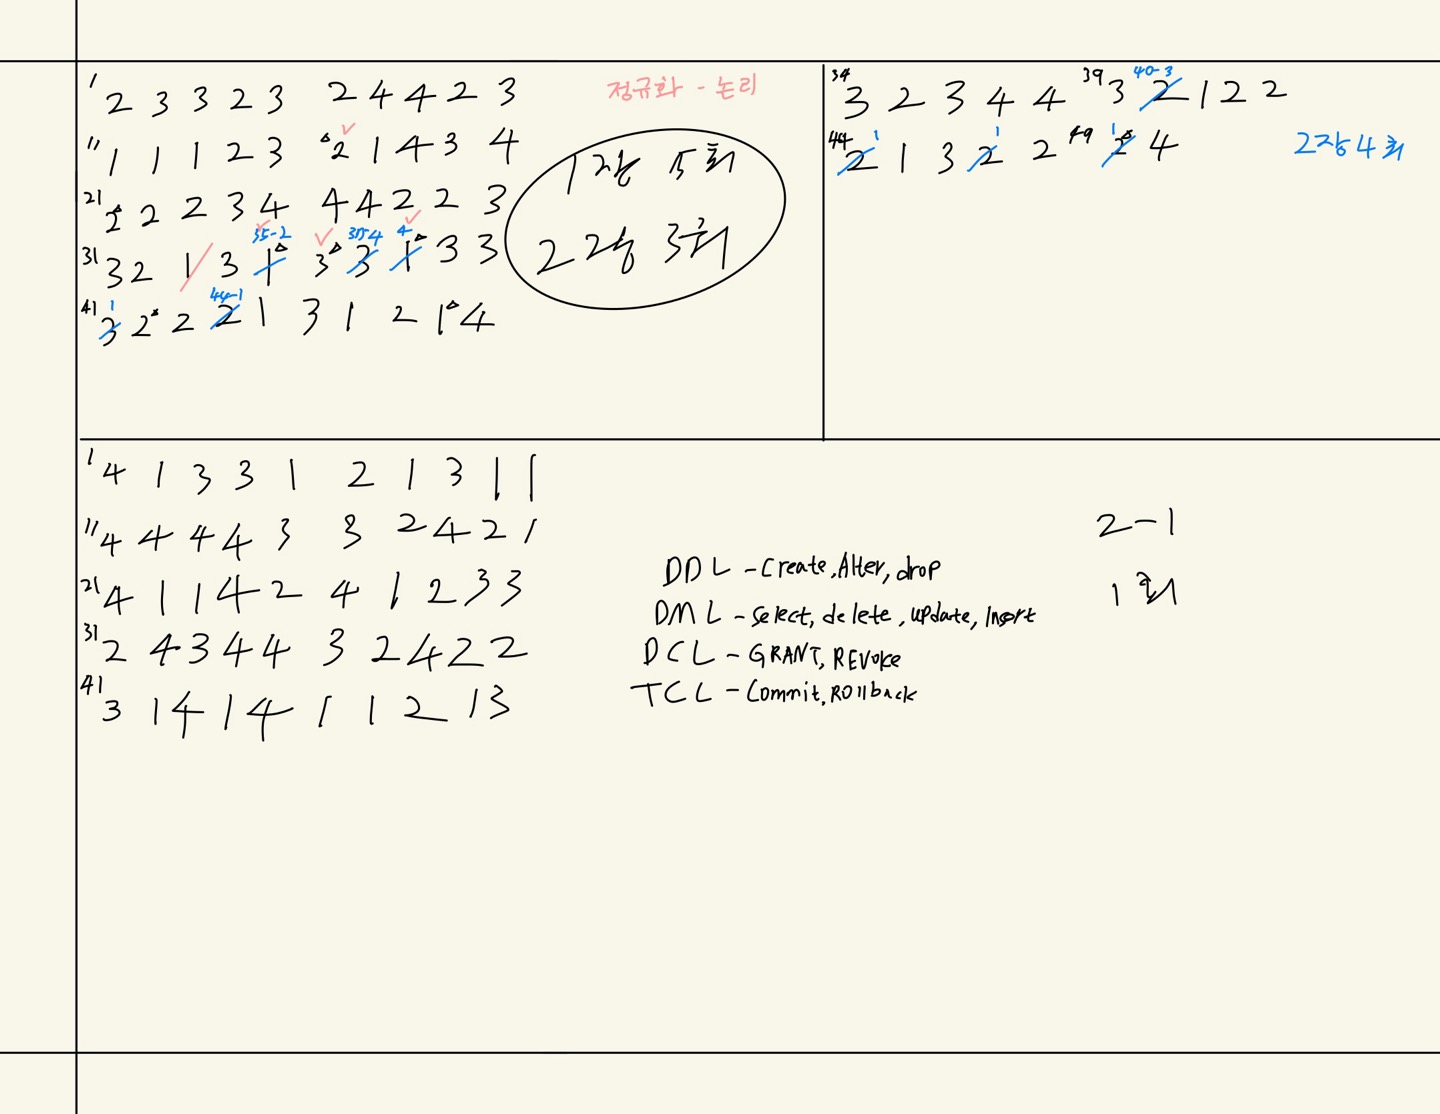 1 2 3 3 2 3 2 4 4 2 3
11 1 1 1 2 3 2 1 4 3 4
21 2 2 2 3 4 4 4 2 2 3
35-2 4
31 3 2 1 3 1 3 3 1 3 3
1 44-1
41 3 2 2 2 1 3 1 2 1 4
정규화 - 논리
1장 5회
2장 3회
40-3
34 3 2 3 4 4 39 3 2 1 2 2
1 1 1
44 2 1 3 2 2 49 2 4
2장 4회
1 4 1 3 3 1 2 1 3 1 1
11 4 4 4 4 3 3 2 4 2 1
21 4 1 1 4 2 4 1 2 3 3
31 2 4 3 4 4 3 2 4 2 2
41 3 1 4 1 4 1 1 2 1 3
DDL - Create, Alter, drop
DML - Select, delete, update, Insert
DCL - GRANT, REVoke
TCL - Commit, ROllback
2-1
1회